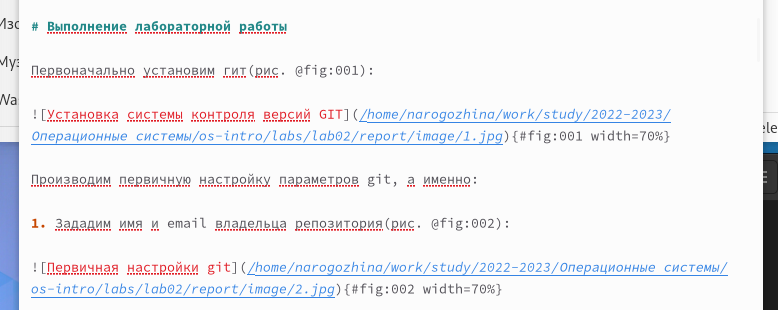 # Выполнение лабораторной работы
Первоначально установим гит(рис. @fig:001):
![Установка системы контроля версий GIT](/home/narogozhina/work/study/2022-2023/
Операционные системы/os-intro/labs/lab02/report/image/1.jpg){#fig:001 width=70%}
Производим первичную настройку параметров git, а именно:
1. Зададим имя и email владельца репозитория(рис. @fig:002):
![Первичная настройки git](/home/narogozhina/work/study/2022-2023/Операционные системы/
os-intro/labs/lab02/report/image/2.jpg){#fig:002 width=70%}